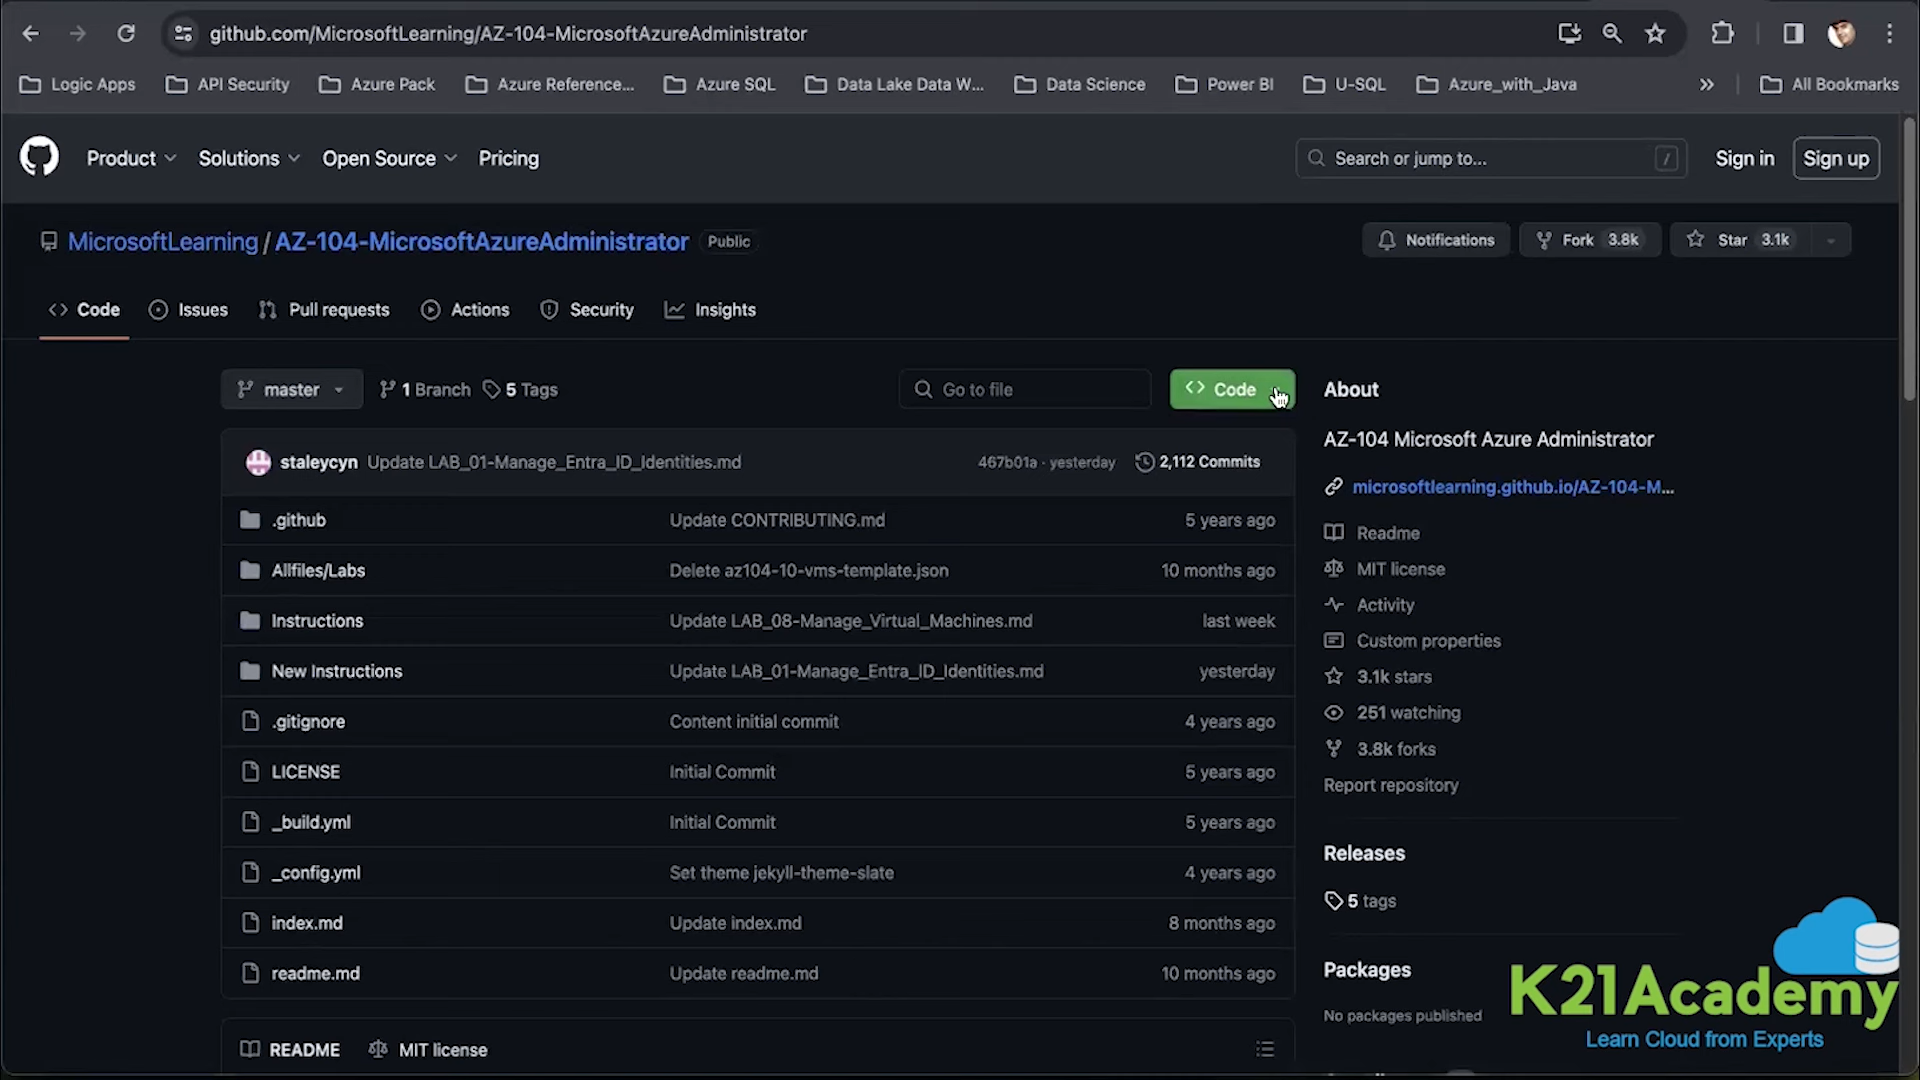 github.com/MicrosoftLearning/AZ-104-MicrosoftAzureAdministrator
Logic Apps API Security Azure Pack Azure Reference... Azure SQL Data Lake Data W... Data Science Power BI U-SQL Azure_with_Java » All Bookmarks
Product Solutions Open Source Pricing Search or jump to... / Sign in Sign up
MicrosoftLearning / AZ-104-MicrosoftAzureAdministrator Public Notifications Fork 3.8k Star 3.1k
Code Issues Pull requests Actions Security Insights
master 1 Branch 5 Tags Go to file Code
staleycyn Update LAB_01-Manage_Entra_ID_Identities.md 467b01a · yesterday 2,112 Commits
.github Update CONTRIBUTING.md 5 years ago
Allfiles/Labs Delete az104-10-vms-template.json 10 months ago
Instructions Update LAB_08-Manage_Virtual_Machines.md last week
New Instructions Update LAB_01-Manage_Entra_ID_Identities.md yesterday
.gitignore Content initial commit 4 years ago
LICENSE Initial Commit 5 years ago
_build.yml Initial Commit 5 years ago
_config.yml Set theme jekyll-theme-slate 4 years ago
index.md Update index.md 8 months ago
readme.md Update readme.md 10 months ago
README MIT license
About
AZ-104 Microsoft Azure Administrator
microsoftlearning.github.io/AZ-104-M...
Readme
MIT license
Activity
Custom properties
3.1k stars
251 watching
3.8k forks
Report repository
Releases
5 tags
Packages
No packages published
K21Academy
Learn Cloud from Experts